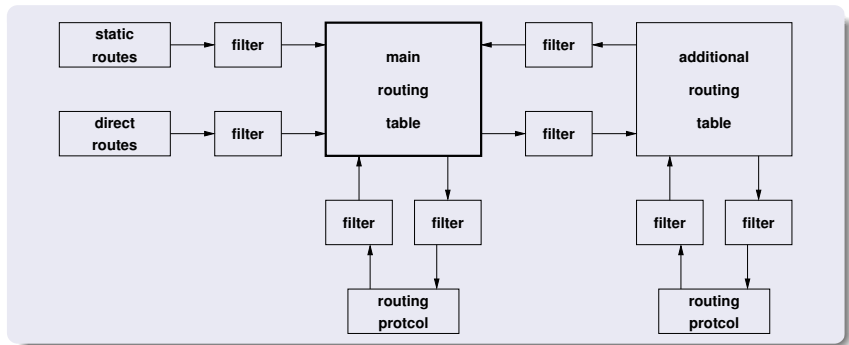 static
routes
filter
main
routing
table
filter
additional
routing
table
direct
routes
filter
filter
filter
filter
filter
filter
routing
protcol
routing
protcol